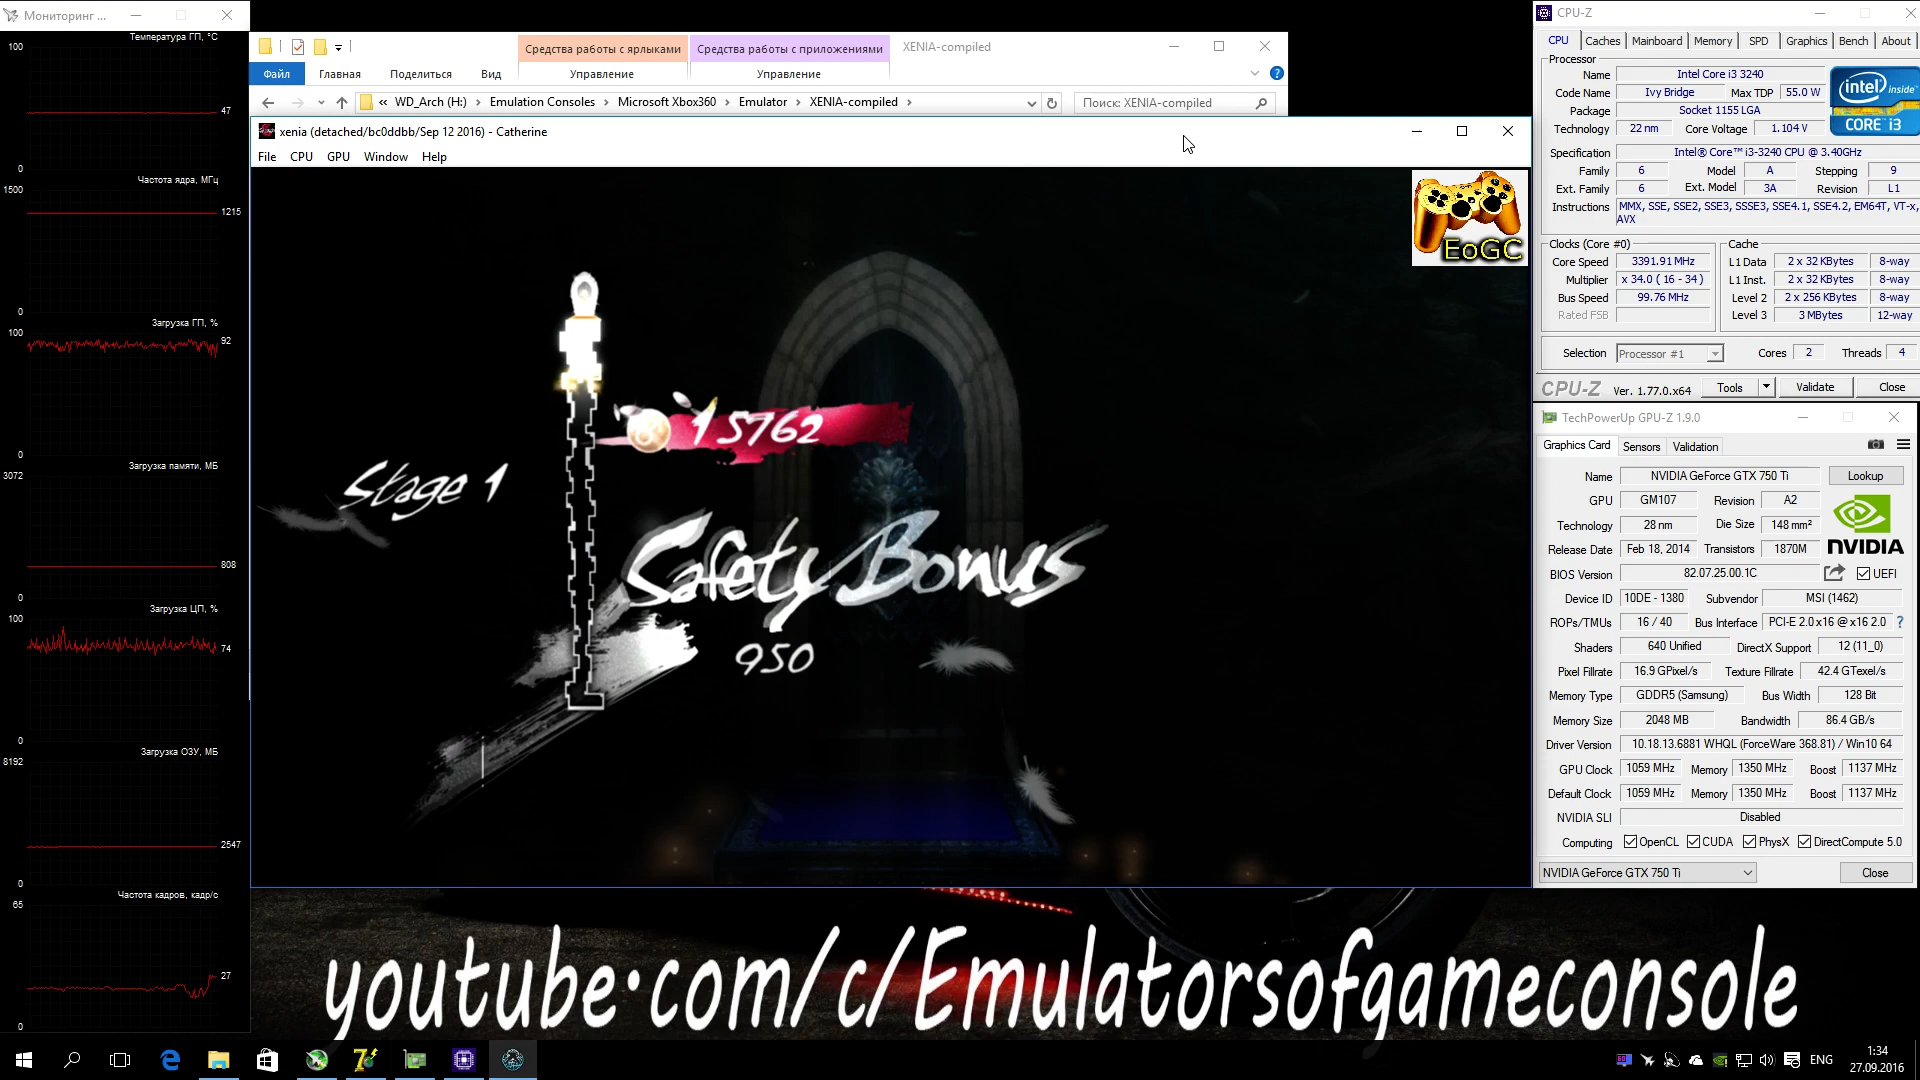 Мониторинг ...
Температура ГП, °C
100
47
0
Частота ядра, МГц
1500
1215
0
Загрузка ГП, %
100
92
0
Загрузка памяти, МБ
3072
808
0
Загрузка ЦП, %
100
74
0
Загрузка ОЗУ, МБ
8192
2547
0
Частота кадров, кадр/с
65
27
0
Средства работы с ярлыками
Средства работы с приложениями
XENIA-compiled
Файл
Главная
Поделиться
Вид
Управление
Управление
« WD_Arch (H:) › Emulation Consoles › Microsoft Xbox360 › Emulator › XENIA-compiled ›
Поиск: XENIA-compiled
xenia (detached/bc0ddbb/Sep 12 2016) - Catherine
File CPU GPU Window Help
EoGC
15762
Stage 1
Safety Bonus
950
CPU-Z
CPU Caches Mainboard Memory SPD Graphics Bench About
Processor
Name Intel Core i3 3240
Code Name Ivy Bridge Max TDP 55.0 W
Package Socket 1155 LGA
Technology 22 nm Core Voltage 1.104 V
intel inside™
CORE i3
Specification Intel® Core™ i3-3240 CPU @ 3.40GHz
Family 6 Model A Stepping 9
Ext. Family 6 Ext. Model 3A Revision L1
Instructions MMX, SSE, SSE2, SSE3, SSSE3, SSE4.1, SSE4.2, EM64T, VT-x,
AVX
Clocks (Core #0)
Core Speed 3391.91 MHz
Multiplier x 34.0 ( 16 - 34 )
Bus Speed 99.76 MHz
Rated FSB
Cache
L1 Data 2 x 32 KBytes 8-way
L1 Inst. 2 x 32 KBytes 8-way
Level 2 2 x 256 KBytes 8-way
Level 3 3 MBytes 12-way
Selection Processor #1 Cores 2 Threads 4
CPU-Z Ver. 1.77.0.x64 Tools Validate Close
TechPowerUp GPU-Z 1.9.0
Graphics Card Sensors Validation
Name NVIDIA GeForce GTX 750 Ti Lookup
GPU GM107 Revision A2
Technology 28 nm Die Size 148 mm²
Release Date Feb 18, 2014 Transistors 1870M
NVIDIA
BIOS Version 82.07.25.00.1C UEFI
Device ID 10DE - 1380 Subvendor MSI (1462)
ROPs/TMUs 16 / 40 Bus Interface PCI-E 2.0 x16 @ x16 2.0 ?
Shaders 640 Unified DirectX Support 12 (11_0)
Pixel Fillrate 16.9 GPixel/s Texture Fillrate 42.4 GTexel/s
Memory Type GDDR5 (Samsung) Bus Width 128 Bit
Memory Size 2048 MB Bandwidth 86.4 GB/s
Driver Version 10.18.13.6881 WHQL (ForceWare 368.81) / Win10 64
GPU Clock 1059 MHz Memory 1350 MHz Boost 1137 MHz
Default Clock 1059 MHz Memory 1350 MHz Boost 1137 MHz
NVIDIA SLI Disabled
Computing OpenCL CUDA PhysX DirectCompute 5.0
NVIDIA GeForce GTX 750 Ti Close
youtube.com/c/Emulatorsofgameconsole
ENG
1:34
27.09.2016